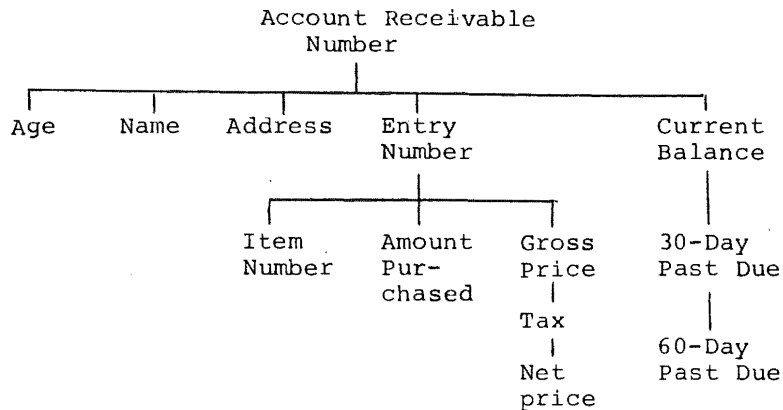 Account Receivable
Number
Age Name Address Entry Number Current Balance
Item Number Amount Pur-chased Gross Price 30-Day Past Due
Tax
Net price 60-Day Past Due